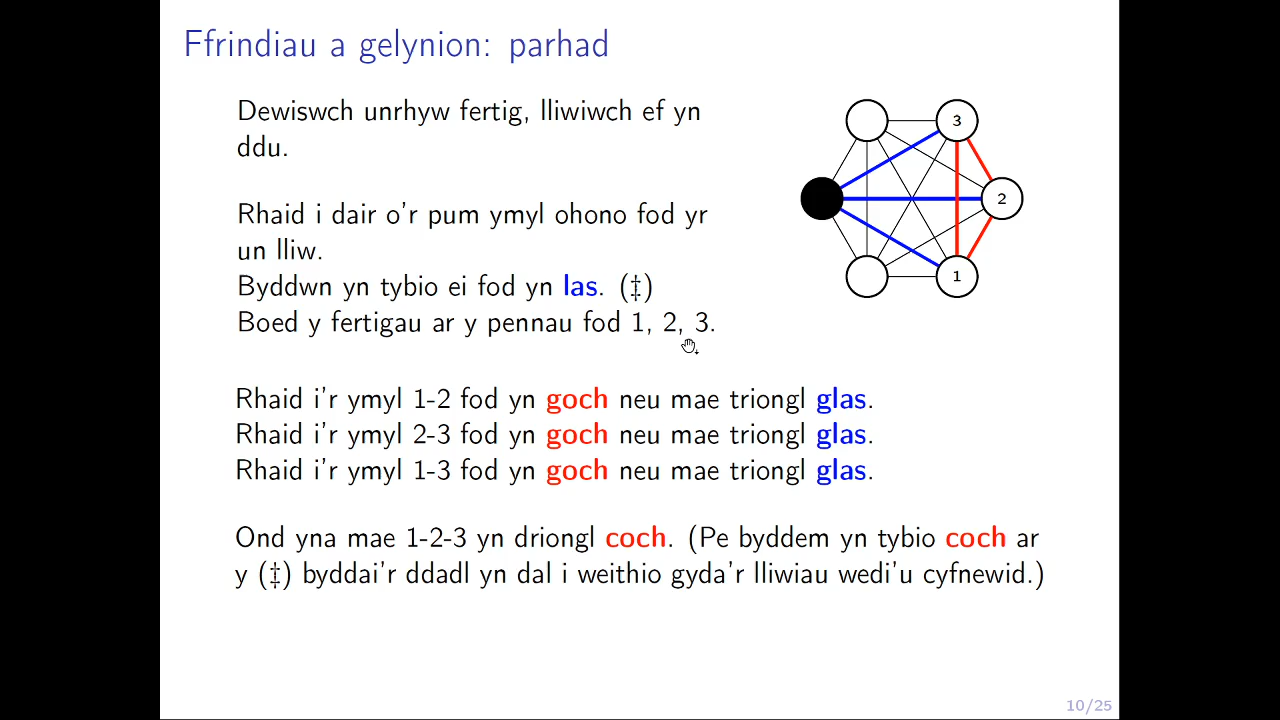 Ffrindiau a gelynion: parhad
Dewiswch unrhyw fertig, lliwiwch ef yn
ddu.
Rhaid i dair o'r pum ymyl ohono fod yr
un lliw.
Byddwn yn tybio ei fod yn las. (‡)
Boed y fertigau ar y pennau fod 1, 2, 3.
3
2
1
Rhaid i'r ymyl 1-2 fod yn goch neu mae triongl glas.
Rhaid i'r ymyl 2-3 fod yn goch neu mae triongl glas.
Rhaid i'r ymyl 1-3 fod yn goch neu mae triongl glas.
Ond yna mae 1-2-3 yn driongl coch. (Pe byddem yn tybio coch ar
y (‡) byddai'r ddadl yn dal i weithio gyda'r lliwiau wedi'u cyfnewid.)
10/25